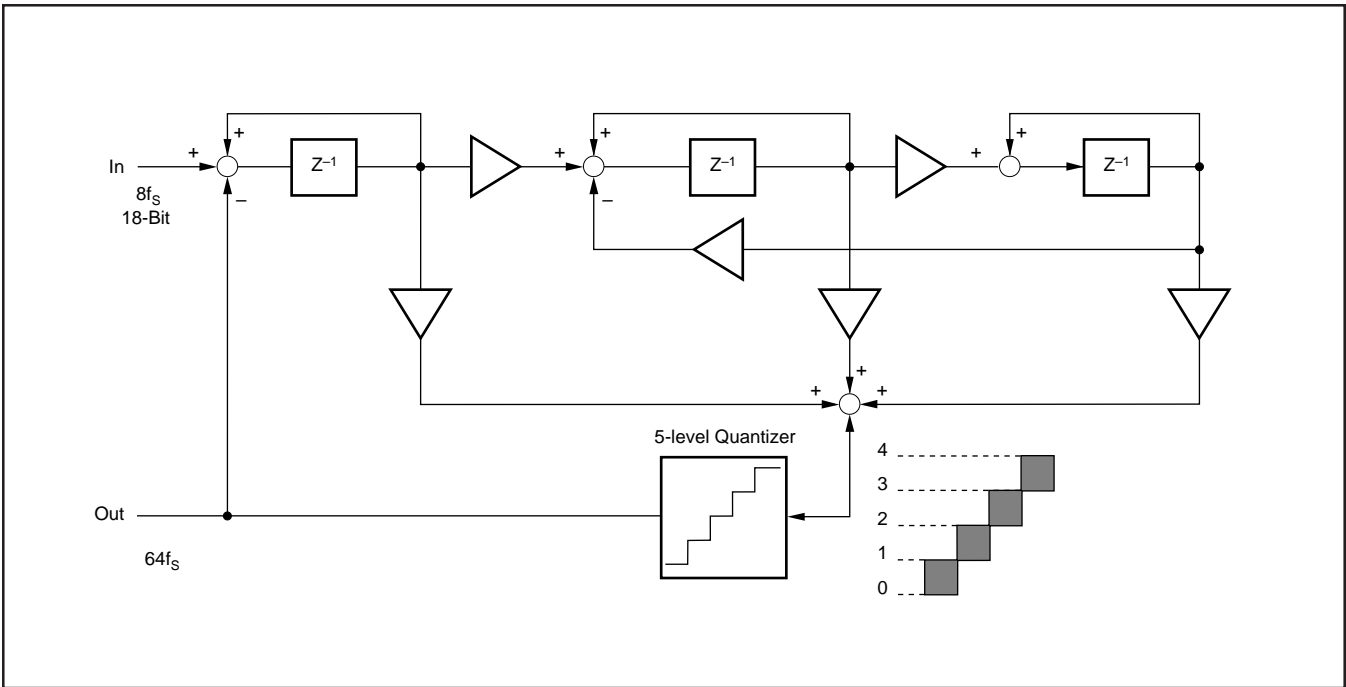 + + + + + +
In Z⁻¹ Z⁻¹ Z⁻¹
8fS
18-Bit
– –
+
+ +
5-level Quantizer
4
3
2
1
0
Out
64fS